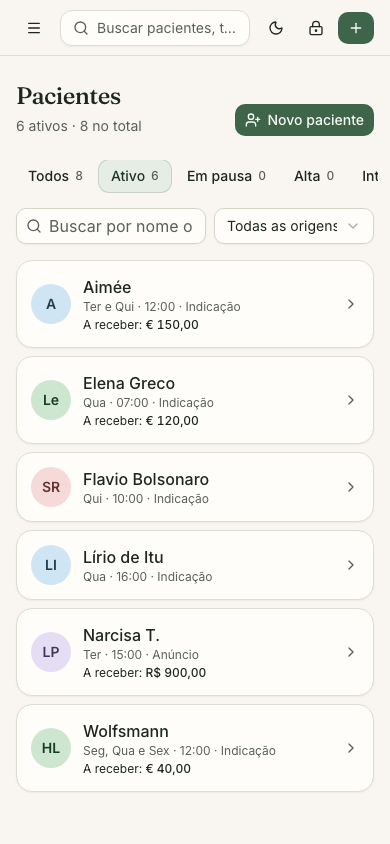 Buscar pacientes, t...
Pacientes
6 ativos · 8 no total
Novo paciente
Todos 8
Ativo 6
Em pausa 0
Alta 0
Int
Buscar por nome o
Todas as origens
A
Aimée
Ter e Qui · 12:00 · Indicação
A receber: € 150,00
Le
Elena Greco
Qua · 07:00 · Indicação
A receber: € 120,00
SR
Flavio Bolsonaro
Qui · 10:00 · Indicação
LI
Lírio de Itu
Qua · 16:00 · Indicação
LP
Narcisa T.
Ter · 15:00 · Anúncio
A receber: R$ 900,00
HL
Wolfsmann
Seg, Qua e Sex · 12:00 · Indicação
A receber: € 40,00